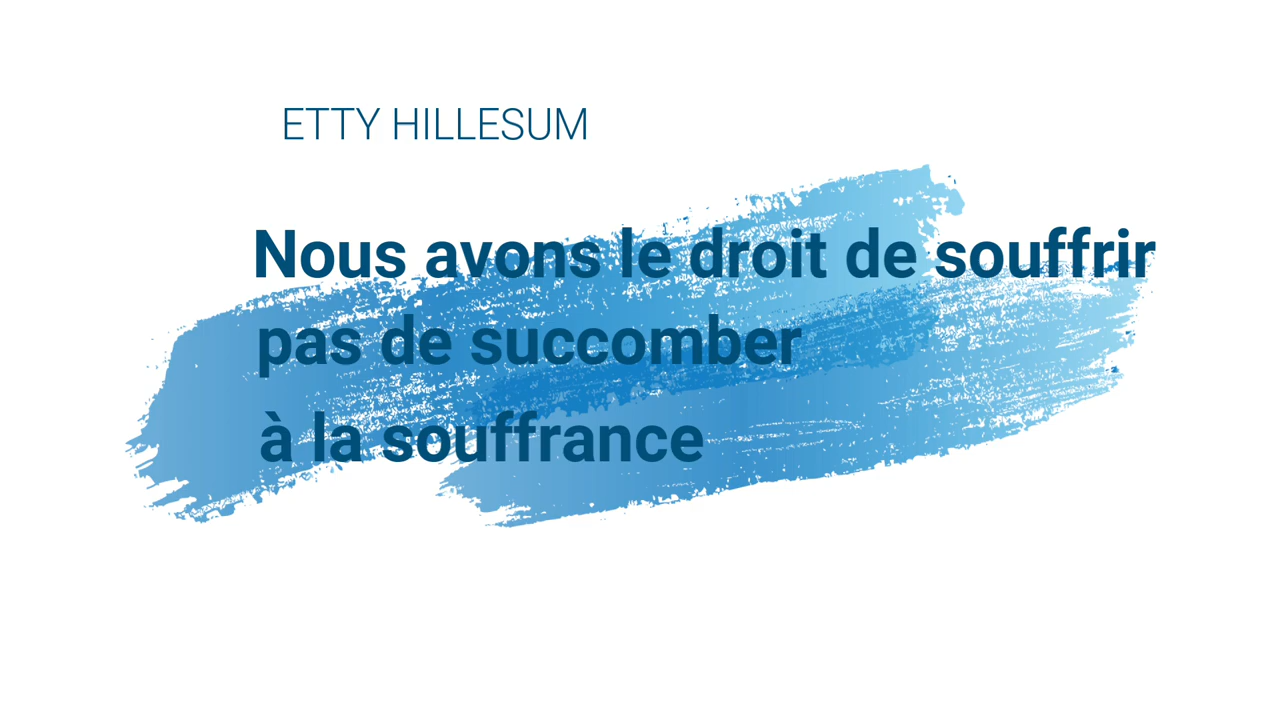 ETTY HILLESUM
Nous avons le droit de souffrir
pas de succomber
à la souffrance